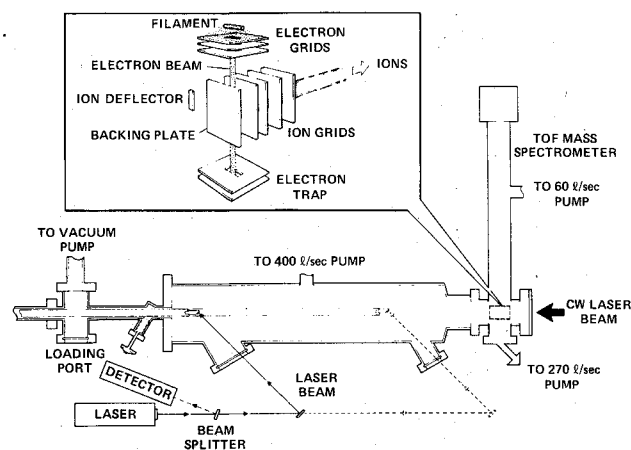 FILAMENT
ELECTRON
GRIDS
ELECTRON BEAM
IONS
ION DEFLECTOR
BACKING PLATE
ION GRIDS
ELECTRON
TRAP
TOF MASS
SPECTROMETER
TO 60 ℓ/sec
PUMP
TO VACUUM
PUMP
TO 400 ℓ/sec PUMP
CW LASER
BEAM
LOADING
PORT
TO 270 ℓ/sec
PUMP
DETECTOR
LASER
BEAM
LASER
BEAM
SPLITTER